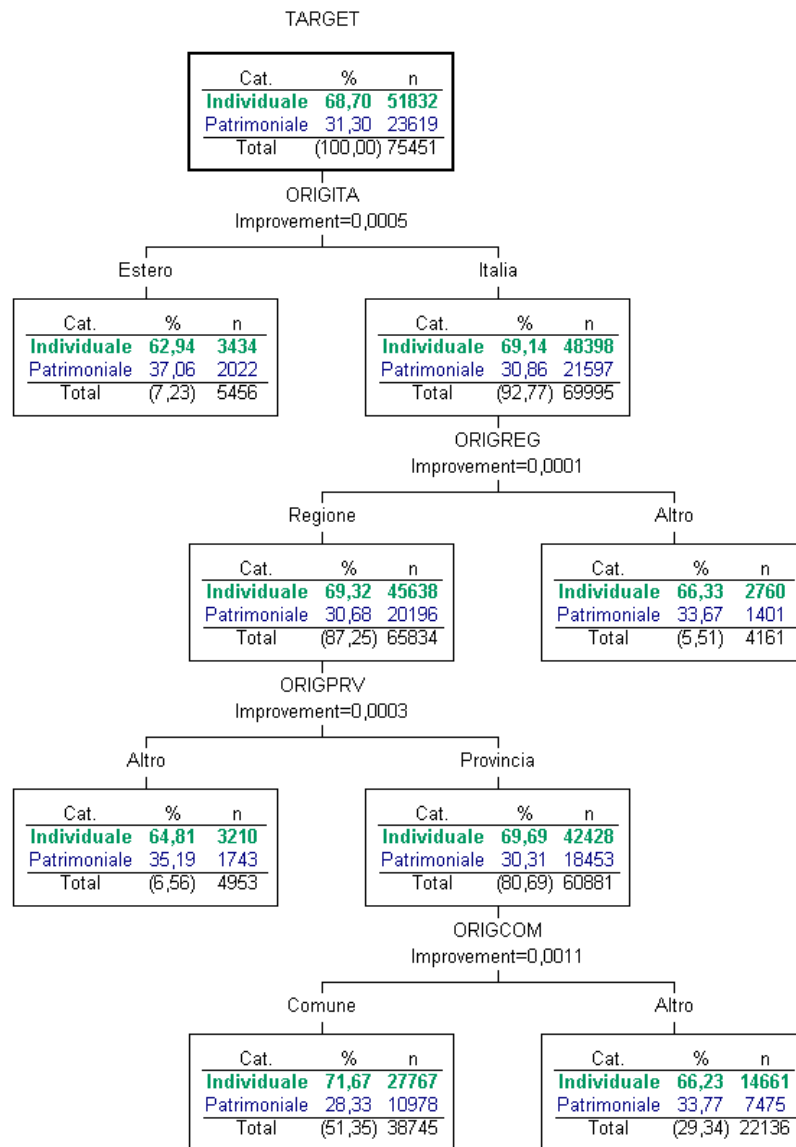 TARGET
Cat. % n
Individuale 68,70 51832
Patrimoniale 31,30 23619
Total (100,00) 75451
ORIGITA
Improvement=0,0005
Estero
Cat. % n
Individuale 62,94 3434
Patrimoniale 37,06 2022
Total (7,23) 5456
Italia
Cat. % n
Individuale 69,14 48398
Patrimoniale 30,86 21597
Total (92,77) 69995
ORIGREG
Improvement=0,0001
Regione
Cat. % n
Individuale 69,32 45638
Patrimoniale 30,68 20196
Total (87,25) 65834
Altro
Cat. % n
Individuale 66,33 2760
Patrimoniale 33,67 1401
Total (5,51) 4161
ORIGPRV
Improvement=0,0003
Altro
Cat. % n
Individuale 64,81 3210
Patrimoniale 35,19 1743
Total (6,56) 4953
Provincia
Cat. % n
Individuale 69,69 42428
Patrimoniale 30,31 18453
Total (80,69) 60881
ORIGCOM
Improvement=0,0011
Comune
Cat. % n
Individuale 71,67 27767
Patrimoniale 28,33 10978
Total (51,35) 38745
Altro
Cat. % n
Individuale 66,23 14661
Patrimoniale 33,77 7475
Total (29,34) 22136